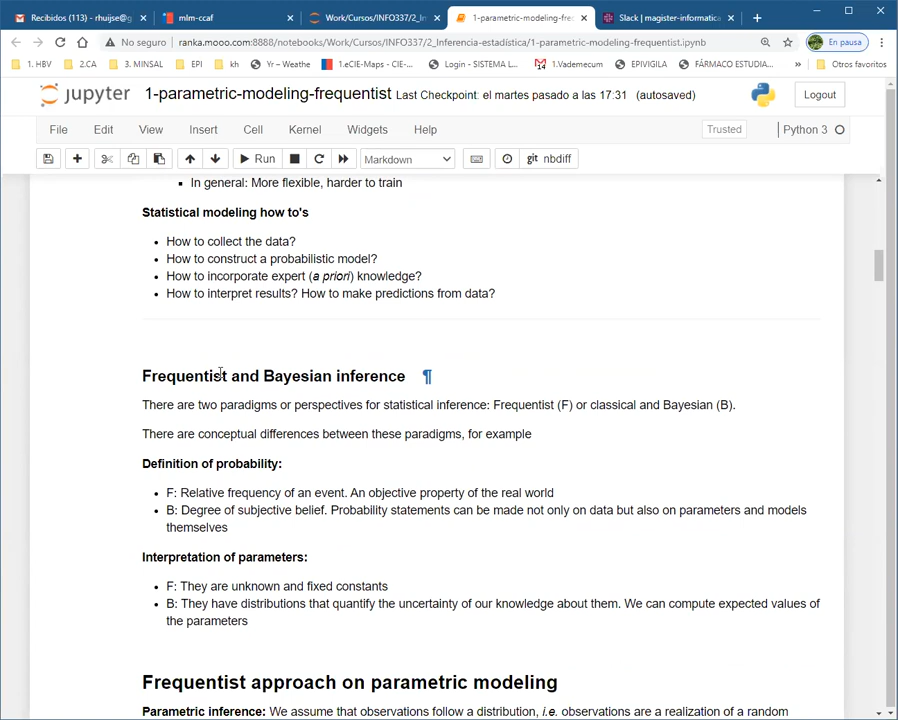 Recibidos (113) - rhuijse@g
mlm-ccaf
Work/Cursos/INFO337/2_In
1-parametric-modeling-fre
Slack | magister-informatica
No seguro
ranka.mooo.com:8888/notebooks/Work/Cursos/INFO337/2_Inferencia-estadística/1-parametric-modeling-frequentist.ipynb
En pausa
1. HBV
2.CA
3. MINSAL
EPI
kh
Yr – Weathe
1.eCIE-Maps - CIE-...
Login - SISTEMA L...
1.Vademecum
EPIVIGILA
FÁRMACO ESTUDIA...
»
Otros favoritos
jupyter 1-parametric-modeling-frequentist Last Checkpoint: el martes pasado a las 17:31 (autosaved)
Logout
File Edit View Insert Cell Kernel Widgets Help
Trusted
Python 3
Run
Markdown
git nbdiff
In general: More flexible, harder to train
Statistical modeling how to's
• How to collect the data?
• How to construct a probabilistic model?
• How to incorporate expert (a priori) knowledge?
• How to interpret results? How to make predictions from data?
Frequentist and Bayesian inference ¶
There are two paradigms or perspectives for statistical inference: Frequentist (F) or classical and Bayesian (B).
There are conceptual differences between these paradigms, for example
Definition of probability:
• F: Relative frequency of an event. An objective property of the real world
• B: Degree of subjective belief. Probability statements can be made not only on data but also on parameters and models
themselves
Interpretation of parameters:
• F: They are unknown and fixed constants
• B: They have distributions that quantify the uncertainty of our knowledge about them. We can compute expected values of
the parameters
Frequentist approach on parametric modeling
Parametric inference: We assume that observations follow a distribution, i.e. observations are a realization of a random